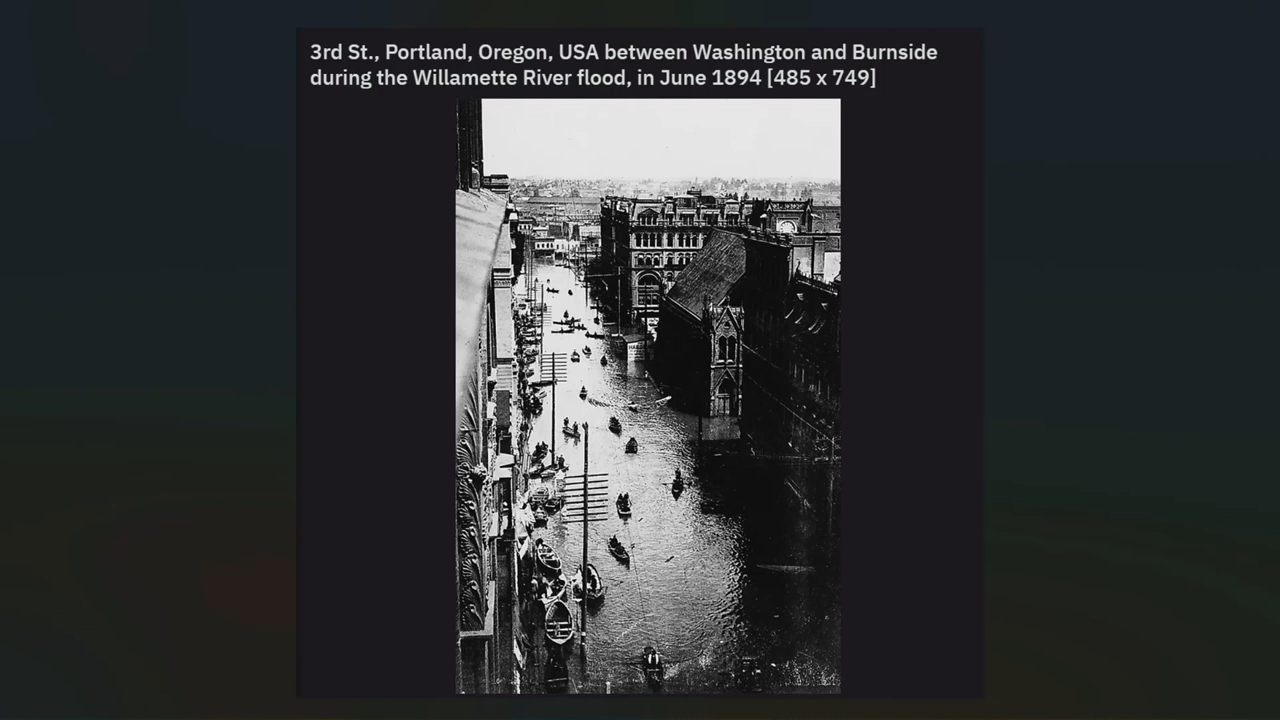 3rd St., Portland, Oregon, USA between Washington and Burnside
during the Willamette River flood, in June 1894 [485 x 749]